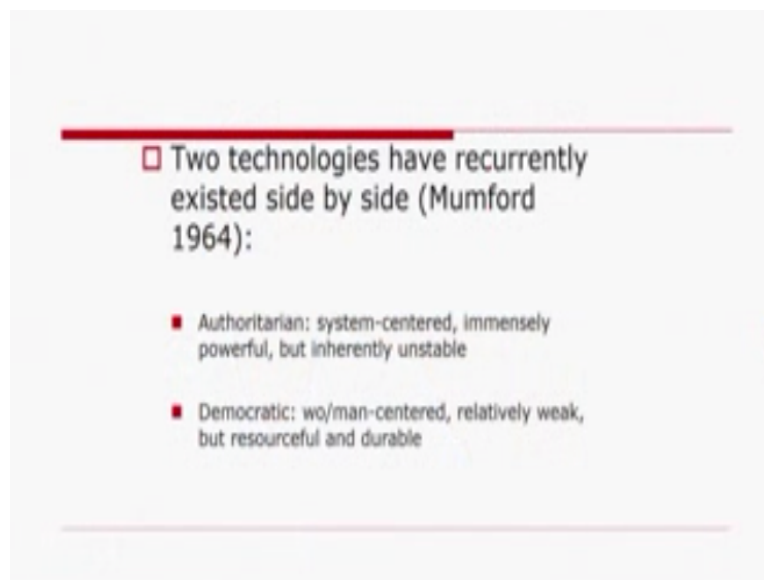 Two technologies have recurrently
existed side by side (Mumford
1964):
Authoritarian: system-centered, immensely
powerful, but inherently unstable
Democratic: wo/man-centered, relatively weak,
but resourceful and durable